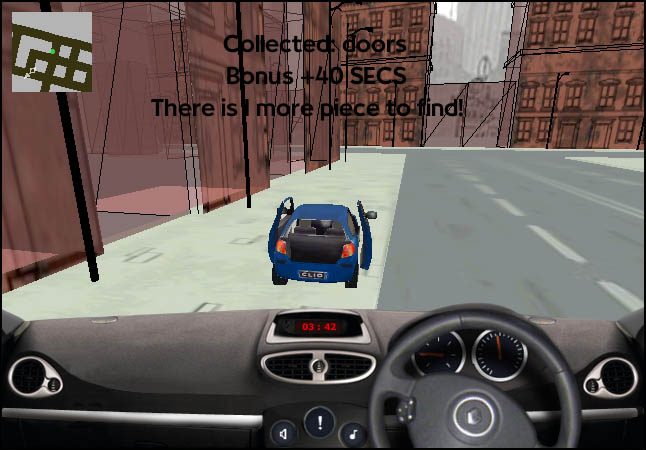 Collected: doors
Bonus +40 SECS
There is 1 more piece to find!
CLIO
03 : 42